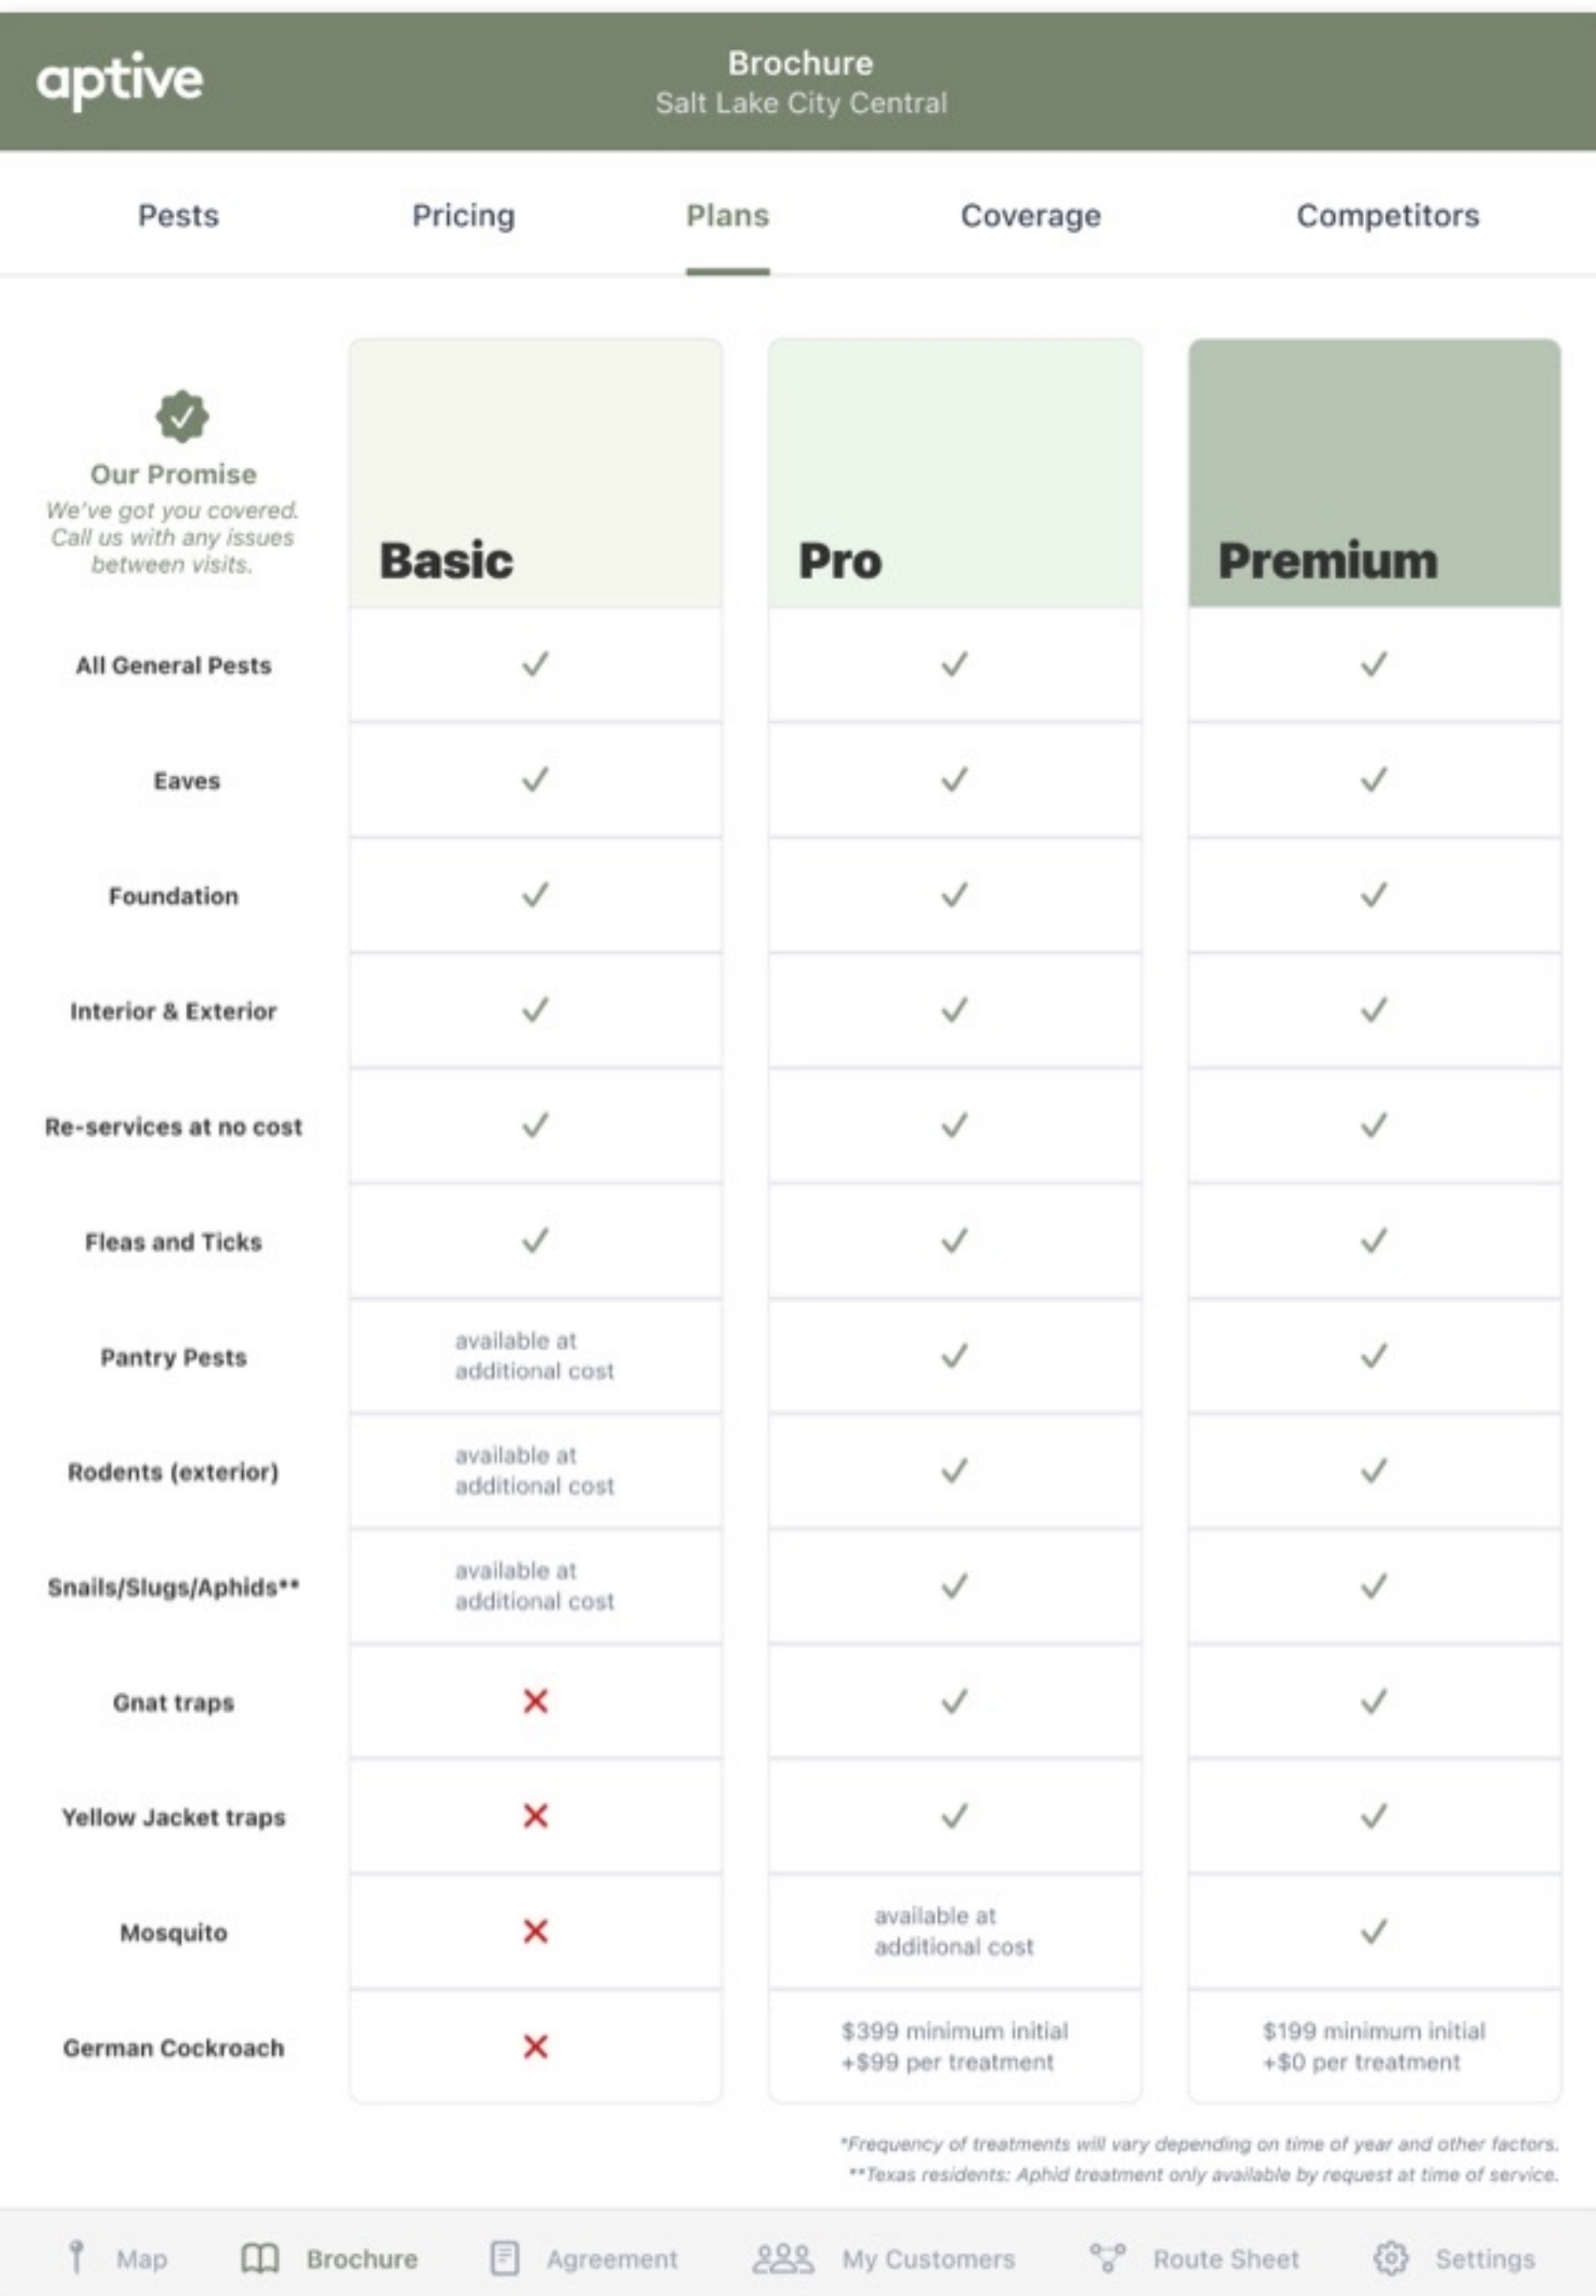 aptive
Brochure
Salt Lake City Central
Pests Pricing Plans Coverage Competitors
Our Promise
We've got you covered.
Call us with any issues
between visits.
Basic Pro Premium
All General Pests
Eaves
Foundation
Interior & Exterior
Re-services at no cost
Fleas and Ticks
Pantry Pests
available at
additional cost
Rodents (exterior)
available at
additional cost
Snails/Slugs/Aphids**
available at
additional cost
Gnat traps
Yellow Jacket traps
Mosquito
available at
additional cost
German Cockroach
$399 minimum initial
+$99 per treatment
$199 minimum initial
+$0 per treatment
*Frequency of treatments will vary depending on time of year and other factors.
**Texas residents: Aphid treatment only available by request at time of service.
Map Brochure Agreement My Customers Route Sheet Settings